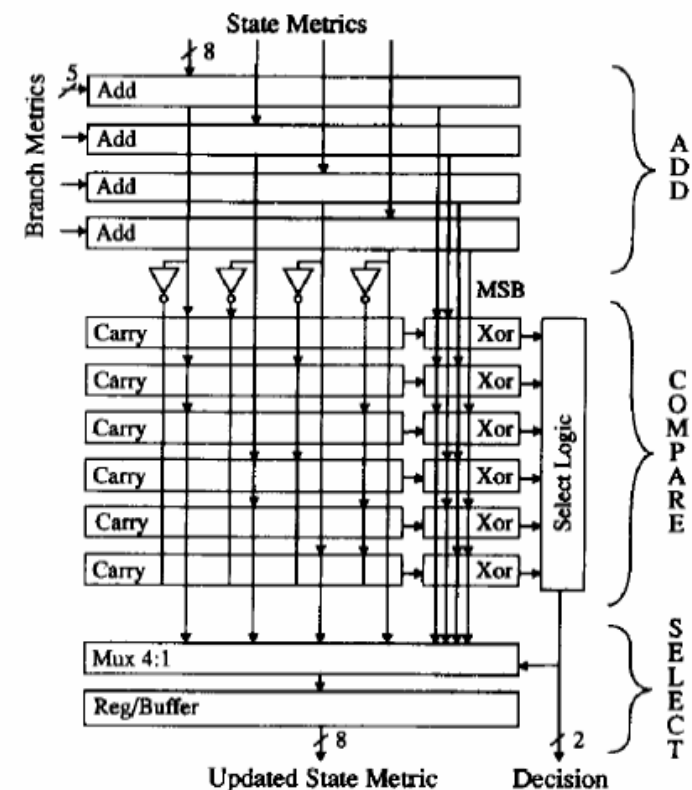 State Metrics
8
5
Branch Metrics
Add
Add
Add
Add
ADD
MSB
Carry
Xor
Carry
Xor
Carry
Xor
Carry
Xor
Carry
Xor
Carry
Xor
Select Logic
COMPARE
Mux 4:1
Reg/Buffer
SELECT
8
2
Updated State Metric
Decision